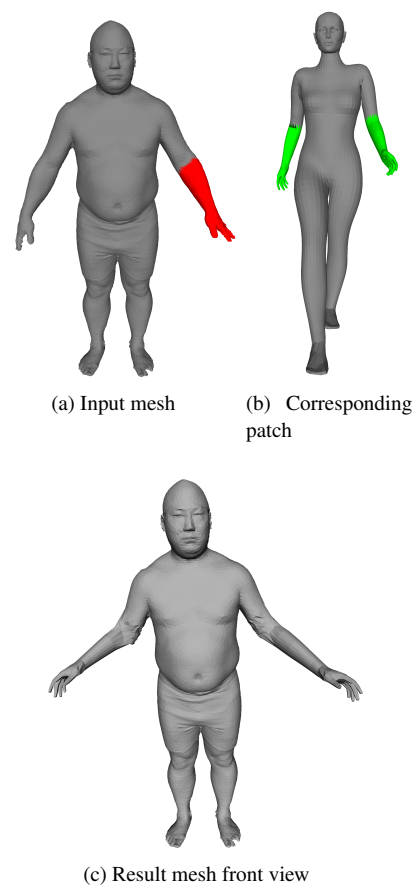 (a) Input mesh
(b) Corresponding
patch
(c) Result mesh front view